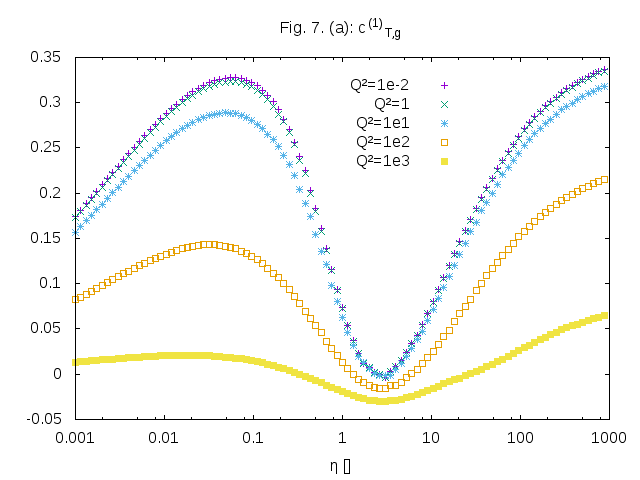 Fig. 7. (a): c⁽¹⁾T,g
0.35
0.3
0.25
0.2
0.15
0.1
0.05
0
-0.05
Q²=1e-2
Q²=1
Q²=1e1
Q²=1e2
Q²=1e3
0.001 0.01 0.1 1 10 100 1000
η []